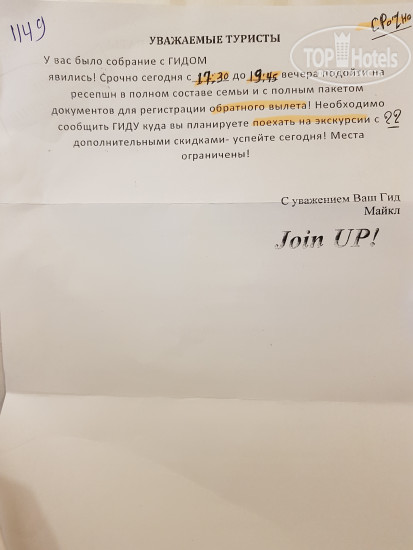 1149
СРОЧНО
TOP Hotels
УВАЖАЕМЫЕ ТУРИСТЫ
У вас было собрание с ГИДОМ
явились! Срочно сегодня с 17:30 до 19:45 вечера подойти на
ресепшн в полном составе семьи и с полным пакетом
документов для регистрации обратного вылета! Необходимо
сообщить ГИДУ куда вы планируете поехать на экскурсии с
дополнительными скидками- успейте сегодня! Места
ограничены!
С уважением Ваш Гид
Майкл
Join UP!